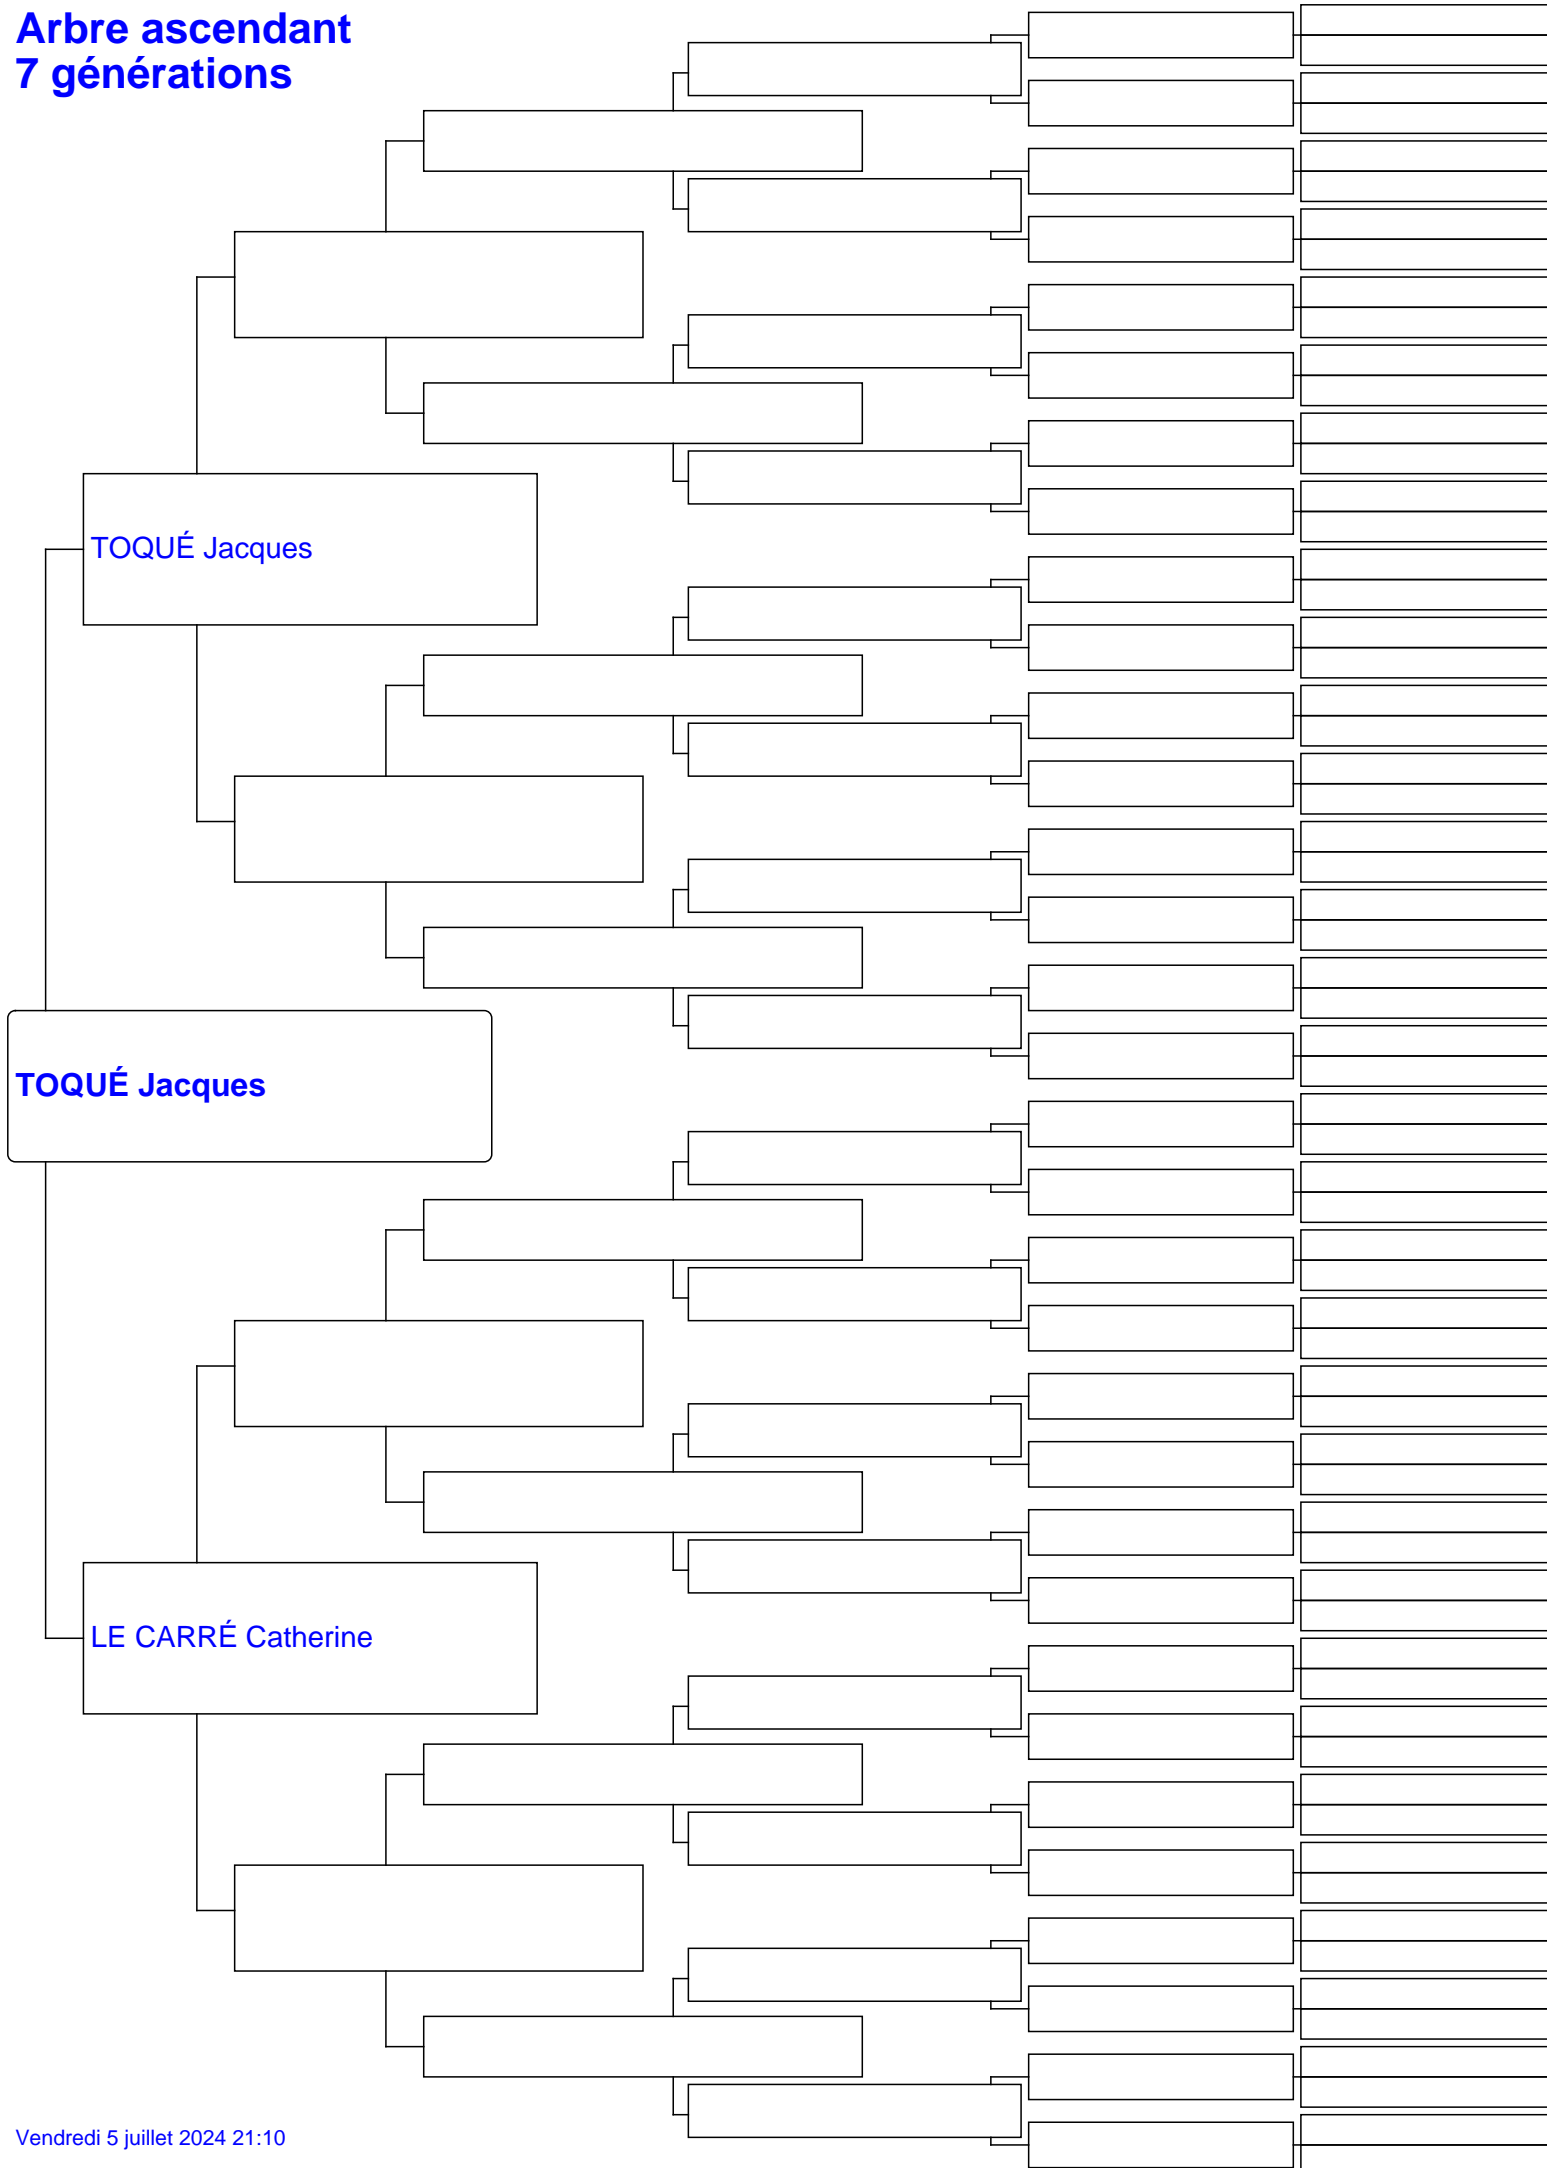 Arbre ascendant
7 générations
TOQUÉ Jacques
TOQUÉ Jacques
LE CARRÉ Catherine
Vendredi 5 juillet 2024 21:10